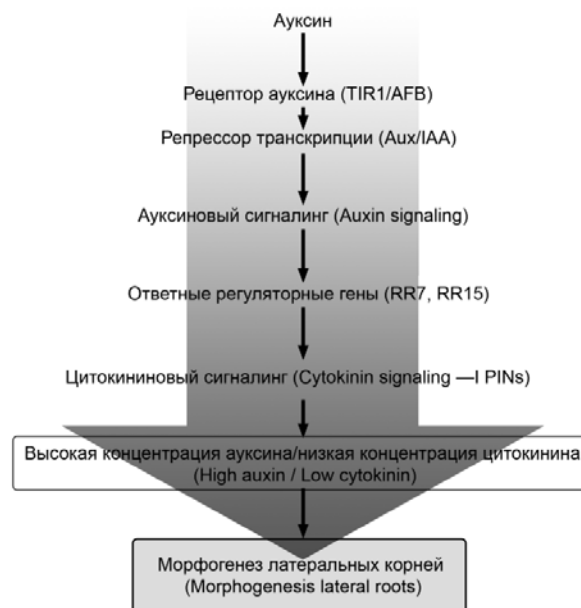 Ауксин
Рецептор ауксина (TIR1/AFB)
Репрессор транскрипции (Aux/IAA)
Ауксиновый сигналинг (Auxin signaling)
Ответные регуляторные гены (RR7, RR15)
Цитокининовый сигналинг (Cytokinin signaling —I PINs)
Высокая концентрация ауксина/низкая концентрация цитокинина
(High auxin / Low cytokinin)
Морфогенез латеральных корней
(Morphogenesis lateral roots)